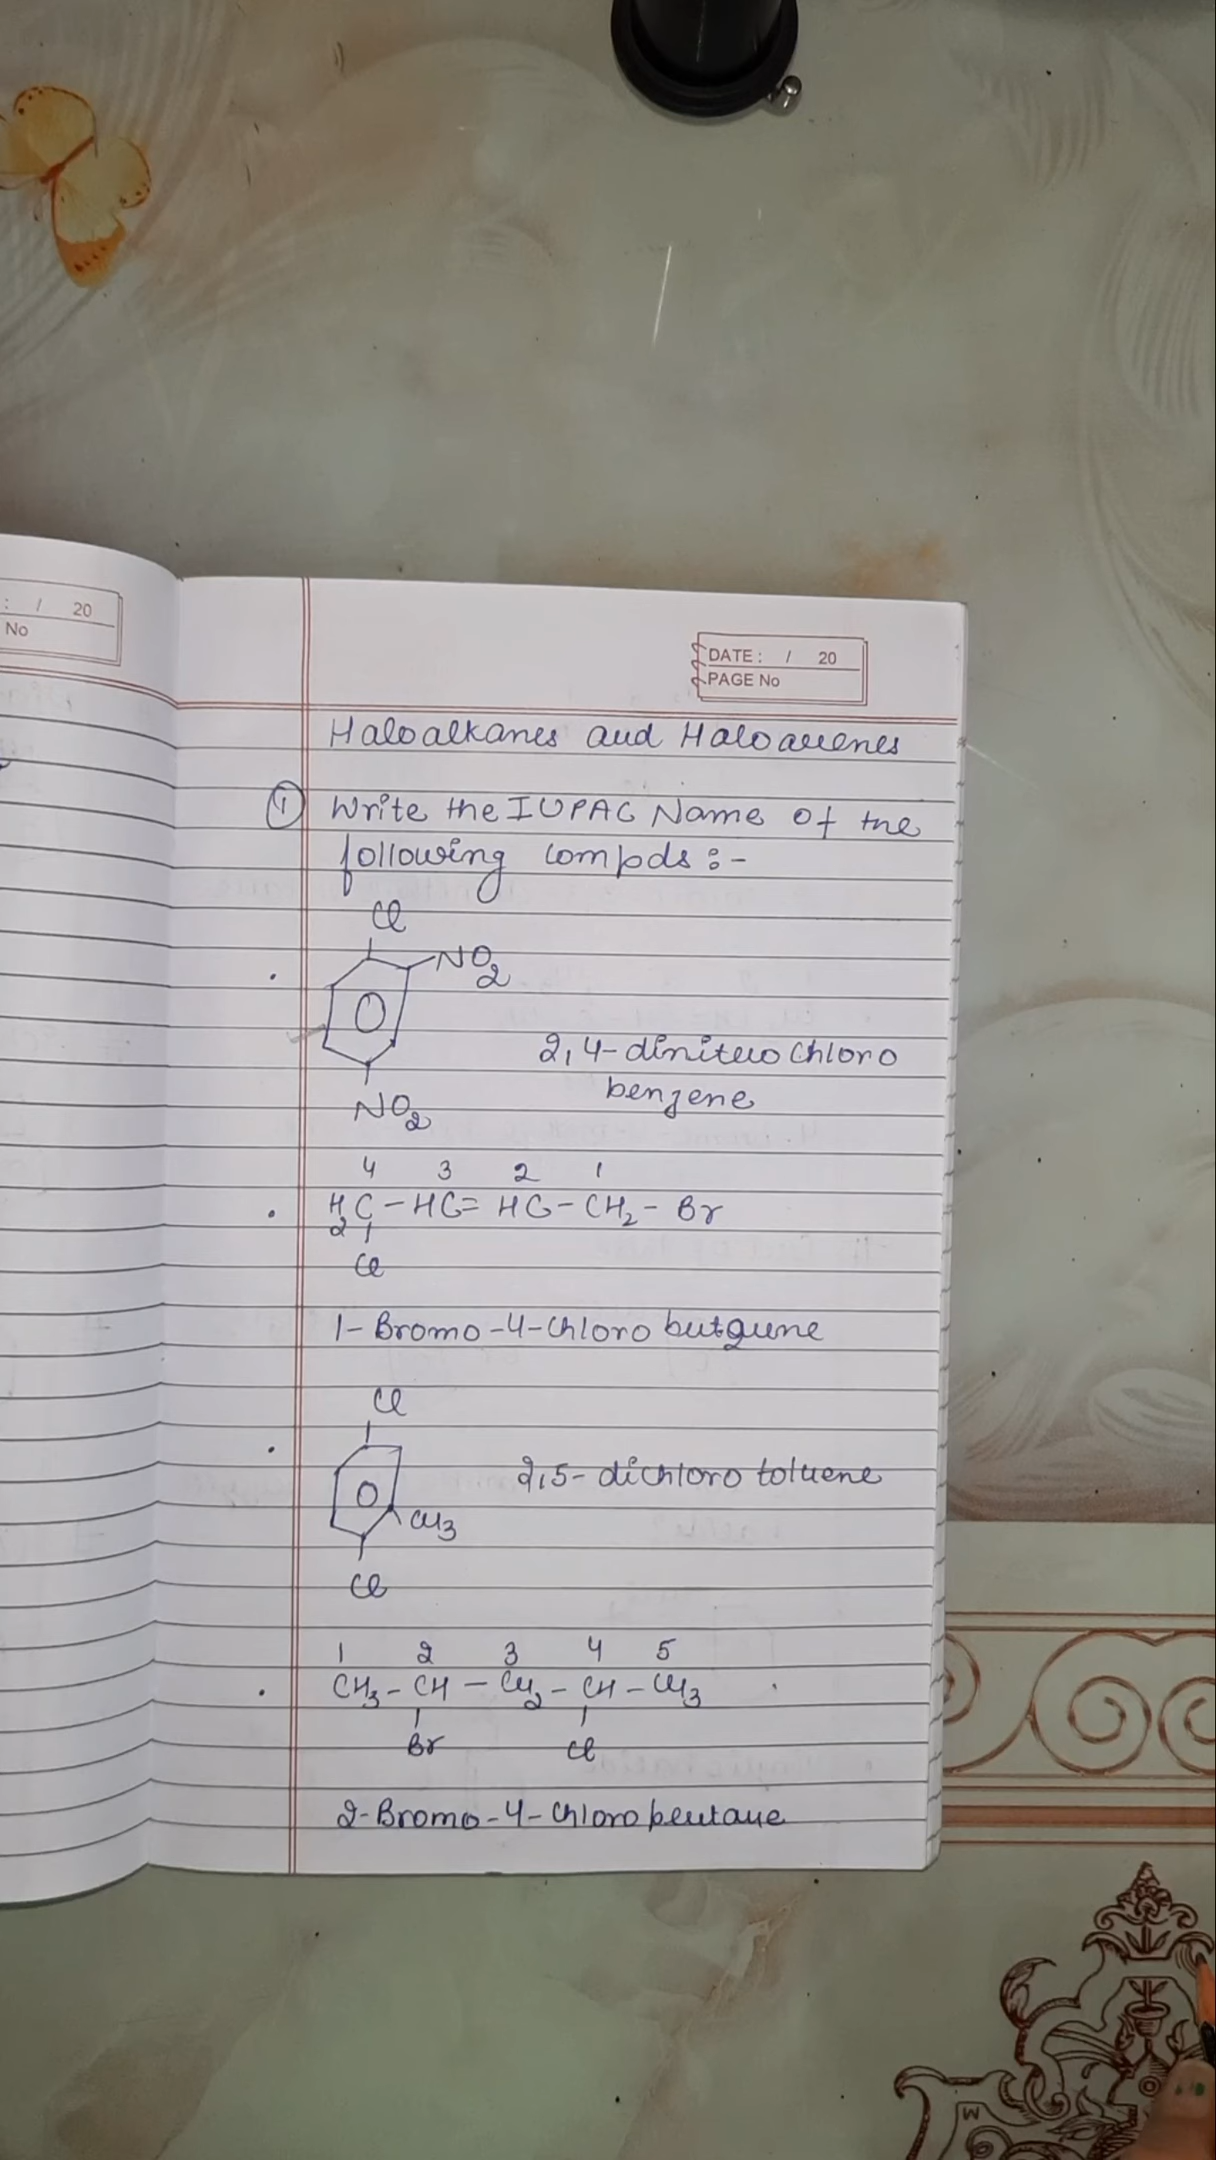 : / 20
No
DATE : / 20
PAGE No
Haloalkanes and Haloarenes
① Write the IUPAC Name of the
following compds :-
Cl
NO2
2,4-dinitro Chloro
benzene
NO2
4 3 2 1
H2C - HC = HC - CH2 - Br
Cl
1-Bromo-4-chloro
Cl
2,5-dichloro toluene
CH3
Cl
1 2 3 4 5
CH3 - CH - CH2 - CH - CH3
Br Cl
2-Bromo-4-chloropentane
M